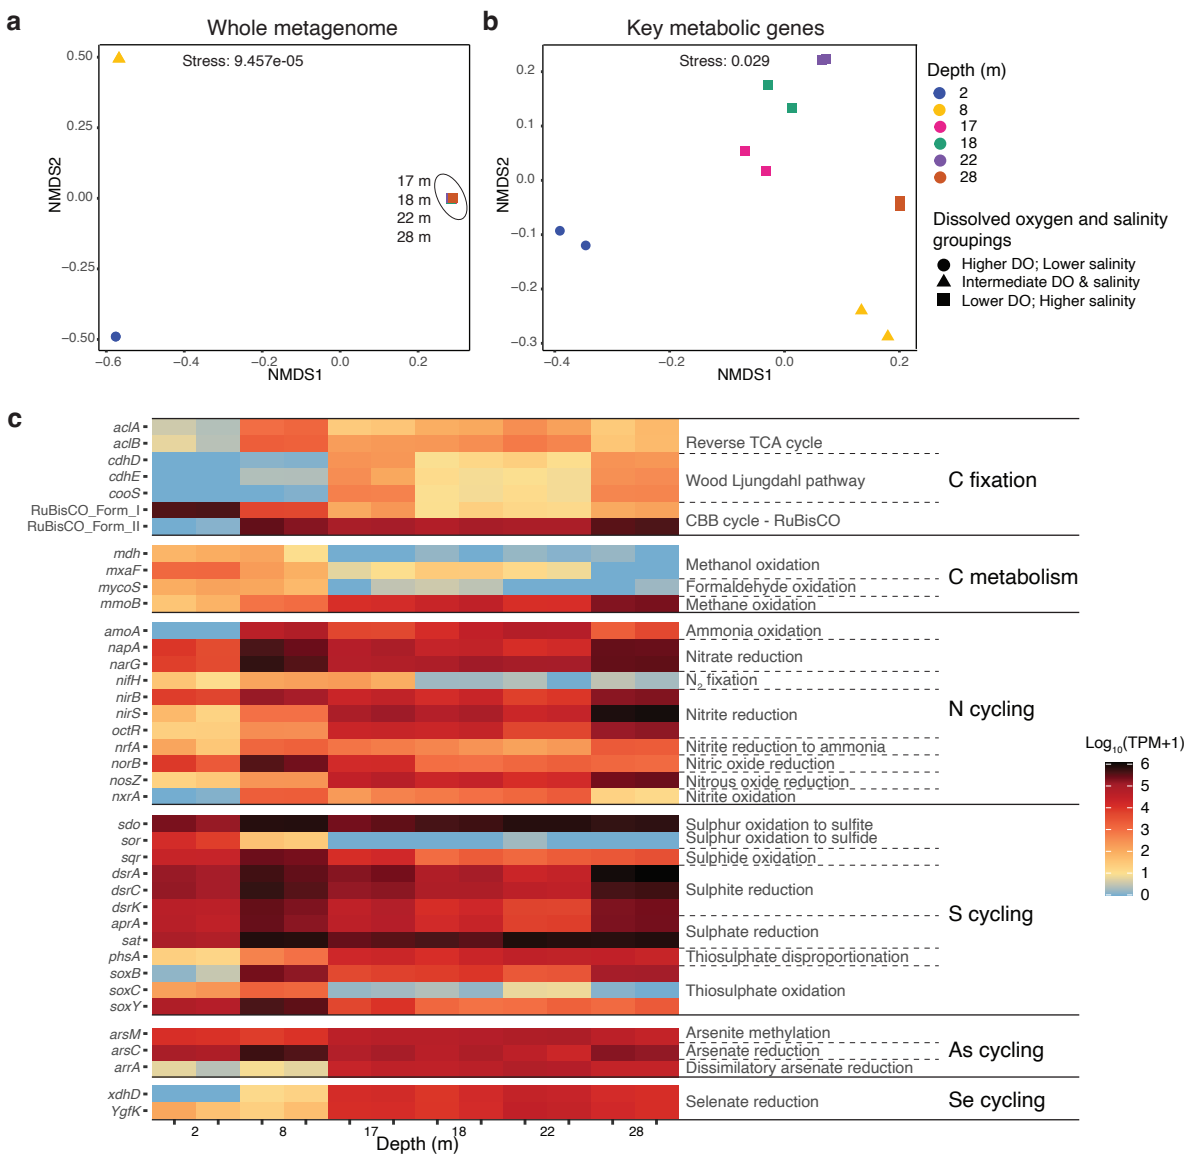 a
Whole metagenome
Stress: 9.457e-05
0.50
0.25
0.00
−0.25
−0.50
NMDS2
17 m
18 m
22 m
28 m
−0.6
−0.4
−0.2
0.0
0.2
NMDS1
b
Key metabolic genes
Stress: 0.029
0.2
0.1
0.0
−0.1
−0.2
−0.3
NMDS2
−0.4
−0.2
0.0
0.2
NMDS1
Depth (m)
2
8
17
18
22
28
Dissolved oxygen and salinity
groupings
Higher DO; Lower salinity
Intermediate DO & salinity
Lower DO; Higher salinity
c
aclA
aclB
cdhD
cdhE
cooS
RuBisCO_Form_I
RuBisCO_Form_II
Reverse TCA cycle
Wood Ljungdahl pathway
CBB cycle - RuBisCO
C fixation
mdh
mxaF
mycoS
mmoB
Methanol oxidation
Formaldehyde oxidation
Methane oxidation
C metabolism
amoA
napA
narG
nifH
nirB
nirS
octR
nrfA
norB
nosZ
nxrA
Ammonia oxidation
Nitrate reduction
N2 fixation
Nitrite reduction
Nitrite reduction to ammonia
Nitric oxide reduction
Nitrous oxide reduction
Nitrite oxidation
N cycling
sdo
sor
sqr
dsrA
dsrC
dsrK
aprA
sat
phsA
soxB
soxC
soxY
Sulphur oxidation to sulfite
Sulphur oxidation to sulfide
Sulphide oxidation
Sulphite reduction
Sulphate reduction
Thiosulphate disproportionation
Thiosulphate oxidation
S cycling
arsM
arsC
arrA
Arsenite methylation
Arsenate reduction
Dissimilatory arsenate reduction
As cycling
xdhD
YgfK
Selenate reduction
Se cycling
2
8
17
18
22
28
Depth (m)
Log10(TPM+1)
6
5
4
3
2
1
0